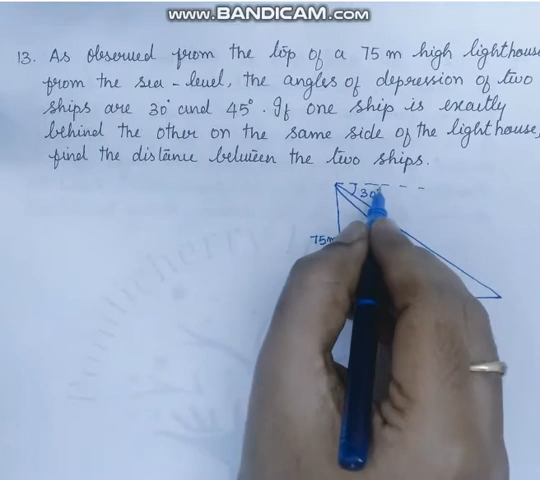 www.BANDICAM.com
13. As observed from the top of a 75 m high lighthouse
from the sea-level, the angles of depression of two
ships are 30° and 45°. If one ship is exactly
behind the other on the same side of the lighthouse,
find the distance between the two ships.
30°
75m